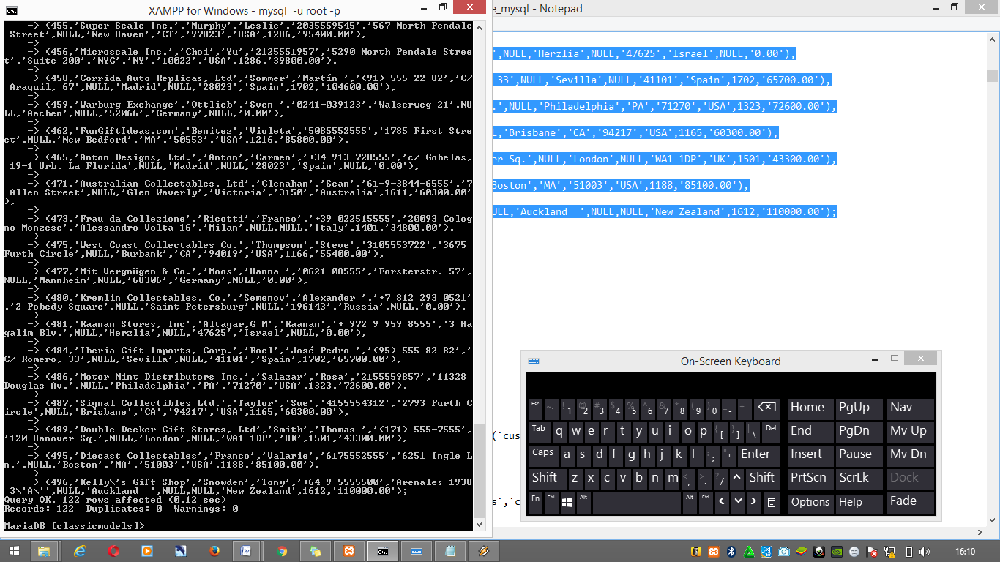 XAMPP for Windows - mysql  -u root -p
-> (455,'Super Scale Inc.','Murphy','Leslie','2035559545','567 North Pendale
Street',NULL,'New Haven','CT','97823','USA',1286,'95400.00'),
->
-> (456,'Microscale Inc.','Choi','Yu','2125551957','5290 North Pendale Stree
t','Suite 200','NYC','NY','10022','USA',1286,'39800.00'),
->
-> (458,'Corrida Auto Replicas, Ltd','Sommer','Martín ','(91) 555 22 82','C/
Araquil, 67',NULL,'Madrid',NULL,'28023','Spain',1702,'104600.00'),
->
-> (459,'Warburg Exchange','Ottlieb','Sven ','0241-039123','Walserweg 21',NU
LL,'Aachen',NULL,'52066','Germany',NULL,'0.00'),
->
-> (462,'FunGiftIdeas.com','Benitez','Violeta','5085552555','1785 First Stre
et',NULL,'New Bedford','MA','50553','USA',1216,'85800.00'),
->
-> (465,'Anton Designs, Ltd.','Anton','Carmen','+34 913 728555','c/ Gobelas,
19-1 Urb. La Florida',NULL,'Madrid',NULL,'28023','Spain',NULL,'0.00'),
->
-> (471,'Australian Collectables, Ltd','Clenahan','Sean','61-9-3844-6555','7
Allen Street',NULL,'Glen Waverly','Victoria','3150','Australia',1611,'60300.00'
),
->
-> (473,'Frau da Collezione','Ricotti','Franco','+39 022515555','20093 Colog
no Monzese','Alessandro Volta 16','Milan',NULL,NULL,'Italy',1401,'34800.00'),
->
-> (475,'West Coast Collectables Co.','Thompson','Steve','3105553722','3675
Furth Circle',NULL,'Burbank','CA','94019','USA',1166,'55400.00'),
->
-> (477,'Mit Vergnügen & Co.','Moos','Hanna ','0621-08555','Forsterstr. 57',
NULL,'Mannheim',NULL,'68306','Germany',NULL,'0.00'),
->
-> (480,'Kremlin Collectables, Co.','Semenov','Alexander ','+7 812 293 0521'
,'2 Pobedy Square',NULL,'Saint Petersburg',NULL,'196143','Russia',NULL,'0.00'),
->
-> (481,'Raanan Stores, Inc','Altagar,G M','Raanan','+ 972 9 959 8555','3 Ha
galim Blv.',NULL,'Herzlia',NULL,'47625','Israel',NULL,'0.00'),
->
-> (484,'Iberia Gift Imports, Corp.','Roel','José Pedro ','(95) 555 82 82','
C/ Romero, 33',NULL,'Sevilla',NULL,'41101','Spain',1702,'65700.00'),
->
-> (486,'Motor Mint Distributors Inc.','Salazar','Rosa','2155559857','11328
Douglas Av.',NULL,'Philadelphia','PA','71270','USA',1323,'72600.00'),
->
-> (487,'Signal Collectibles Ltd.','Taylor','Sue','4155554312','2793 Furth C
ircle',NULL,'Brisbane','CA','94217','USA',1165,'60300.00'),
->
-> (489,'Double Decker Gift Stores, Ltd','Smith','Thomas ','(171) 555-7555',
'120 Hanover Sq.',NULL,'London',NULL,'WA1 1DP','UK',1501,'43300.00'),
->
-> (495,'Diecast Collectables','Franco','Valarie','6175552555','6251 Ingle L
n.',NULL,'Boston','MA','51003','USA',1188,'85100.00'),
->
-> (496,'Kelly\'s Gift Shop','Snowden','Tony','+64 9 5555500','Arenales 1938
3\'A\'',NULL,'Auckland  ',NULL,NULL,'New Zealand',1612,'110000.00');
Query OK, 122 rows affected (0.12 sec)
Records: 122  Duplicates: 0  Warnings: 0
MariaDB [classicmodels]>
e_mysql - Notepad
',NULL,'Herzlia',NULL,'47625','Israel',NULL,'0.00'),
33',NULL,'Sevilla',NULL,'41101','Spain',1702,'65700.00'),
.',NULL,'Philadelphia','PA','71270','USA',1323,'72600.00'),
L,'Brisbane','CA','94217','USA',1165,'60300.00'),
er Sq.',NULL,'London',NULL,'WA1 1DP','UK',1501,'43300.00'),
Boston','MA','51003','USA',1188,'85100.00'),
ULL,'Auckland  ',NULL,NULL,'New Zealand',1612,'110000.00');
(`cus
s`,`c
On-Screen Keyboard
Esc ~ ` ! 1 @ 2 # 3 $ 4 % 5 ^ 6 & 7 * 8 ( 9 ) 0 _ - + = Home PgUp Nav
Tab q w e r t y u i o p { [ } ] | \ Del End PgDn Mv Up
Caps a s d f g h j k l : ; " ' Enter Insert Pause Mv Dn
Shift z x c v b n m < , > . ? / Shift PrtScn ScrLk Dock
Fn Ctrl Alt Alt Ctrl Options Help Fade
16:10